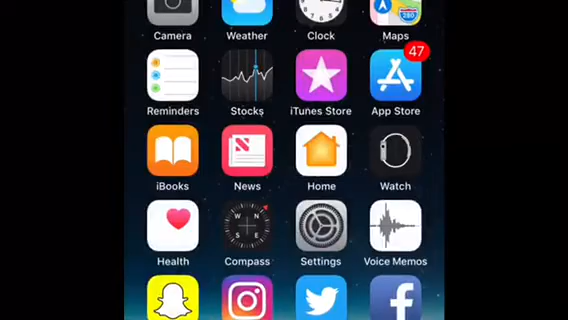 Camera Weather Clock Maps
280
47
Reminders Stocks iTunes Store App Store
iBooks News Home Watch
N
W E
S
Health Compass Settings Voice Memos